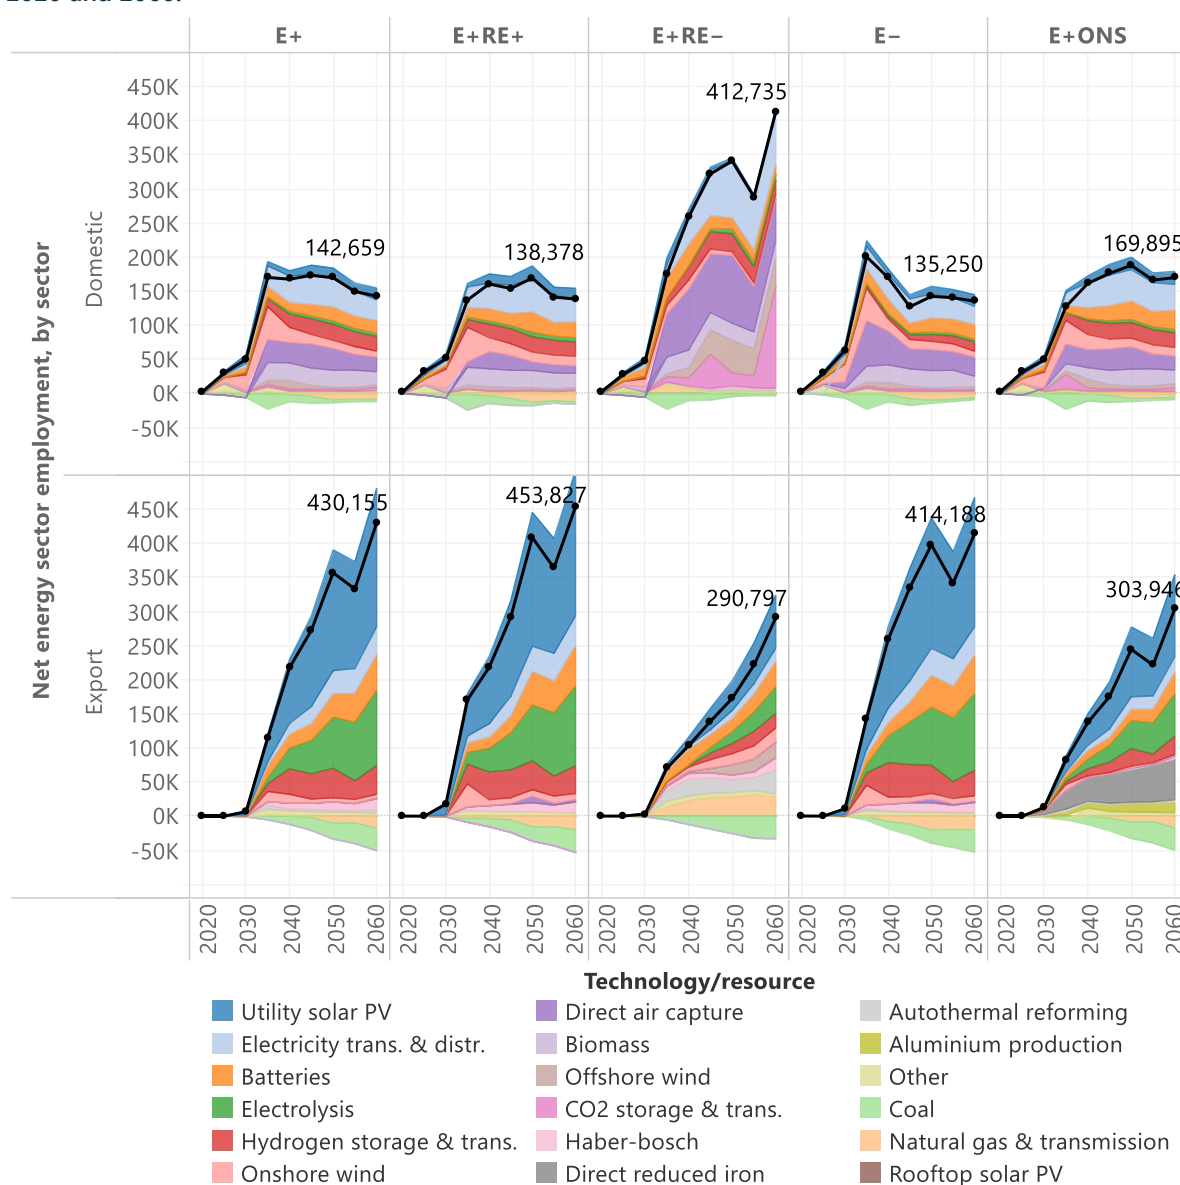 2020 and 2060.
E+ E+RE+ E+RE− E− E+ONS
Net energy sector employment, by sector
Domestic
450K
400K
350K
300K
250K
200K
150K
100K
50K
0K
-50K
142,659
138,378
412,735
135,250
169,895
Export
450K
400K
350K
300K
250K
200K
150K
100K
50K
0K
-50K
430,155
453,827
290,797
414,188
303,946
2020 2030 2040 2050 2060 2020 2030 2040 2050 2060 2020 2030 2040 2050 2060 2020 2030 2040 2050 2060 2020 2030 2040 2050 2060
Technology/resource
Utility solar PV
Electricity trans. & distr.
Batteries
Electrolysis
Hydrogen storage & trans.
Onshore wind
Direct air capture
Biomass
Offshore wind
CO2 storage & trans.
Haber-bosch
Direct reduced iron
Autothermal reforming
Aluminium production
Other
Coal
Natural gas & transmission
Rooftop solar PV